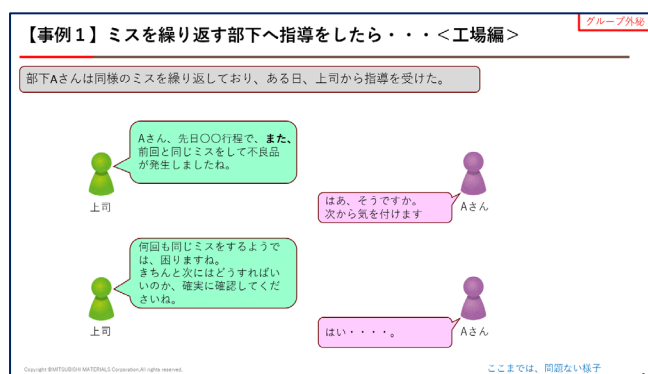 グループ外秘
【事例１】ミスを繰り返す部下へ指導をしたら・・・＜工場編＞
部下Aさんは同様のミスを繰り返しており、ある日、上司から指導を受けた。
Aさん、先日〇〇行程で、また、
前回と同じミスをして不良品
が発生しましたね。
上司
はあ、そうですか。
次から気を付けます
Aさん
何回も同じミスをするようで
は、困りますね。
きちんと次にはどうすればい
いのか、確実に確認してくだ
さいね。
上司
はい・・・・。
Aさん
Copyright ©MITSUBISHI MATERIALS Corporation,All rights reserved.
ここまでは、問題ない様子